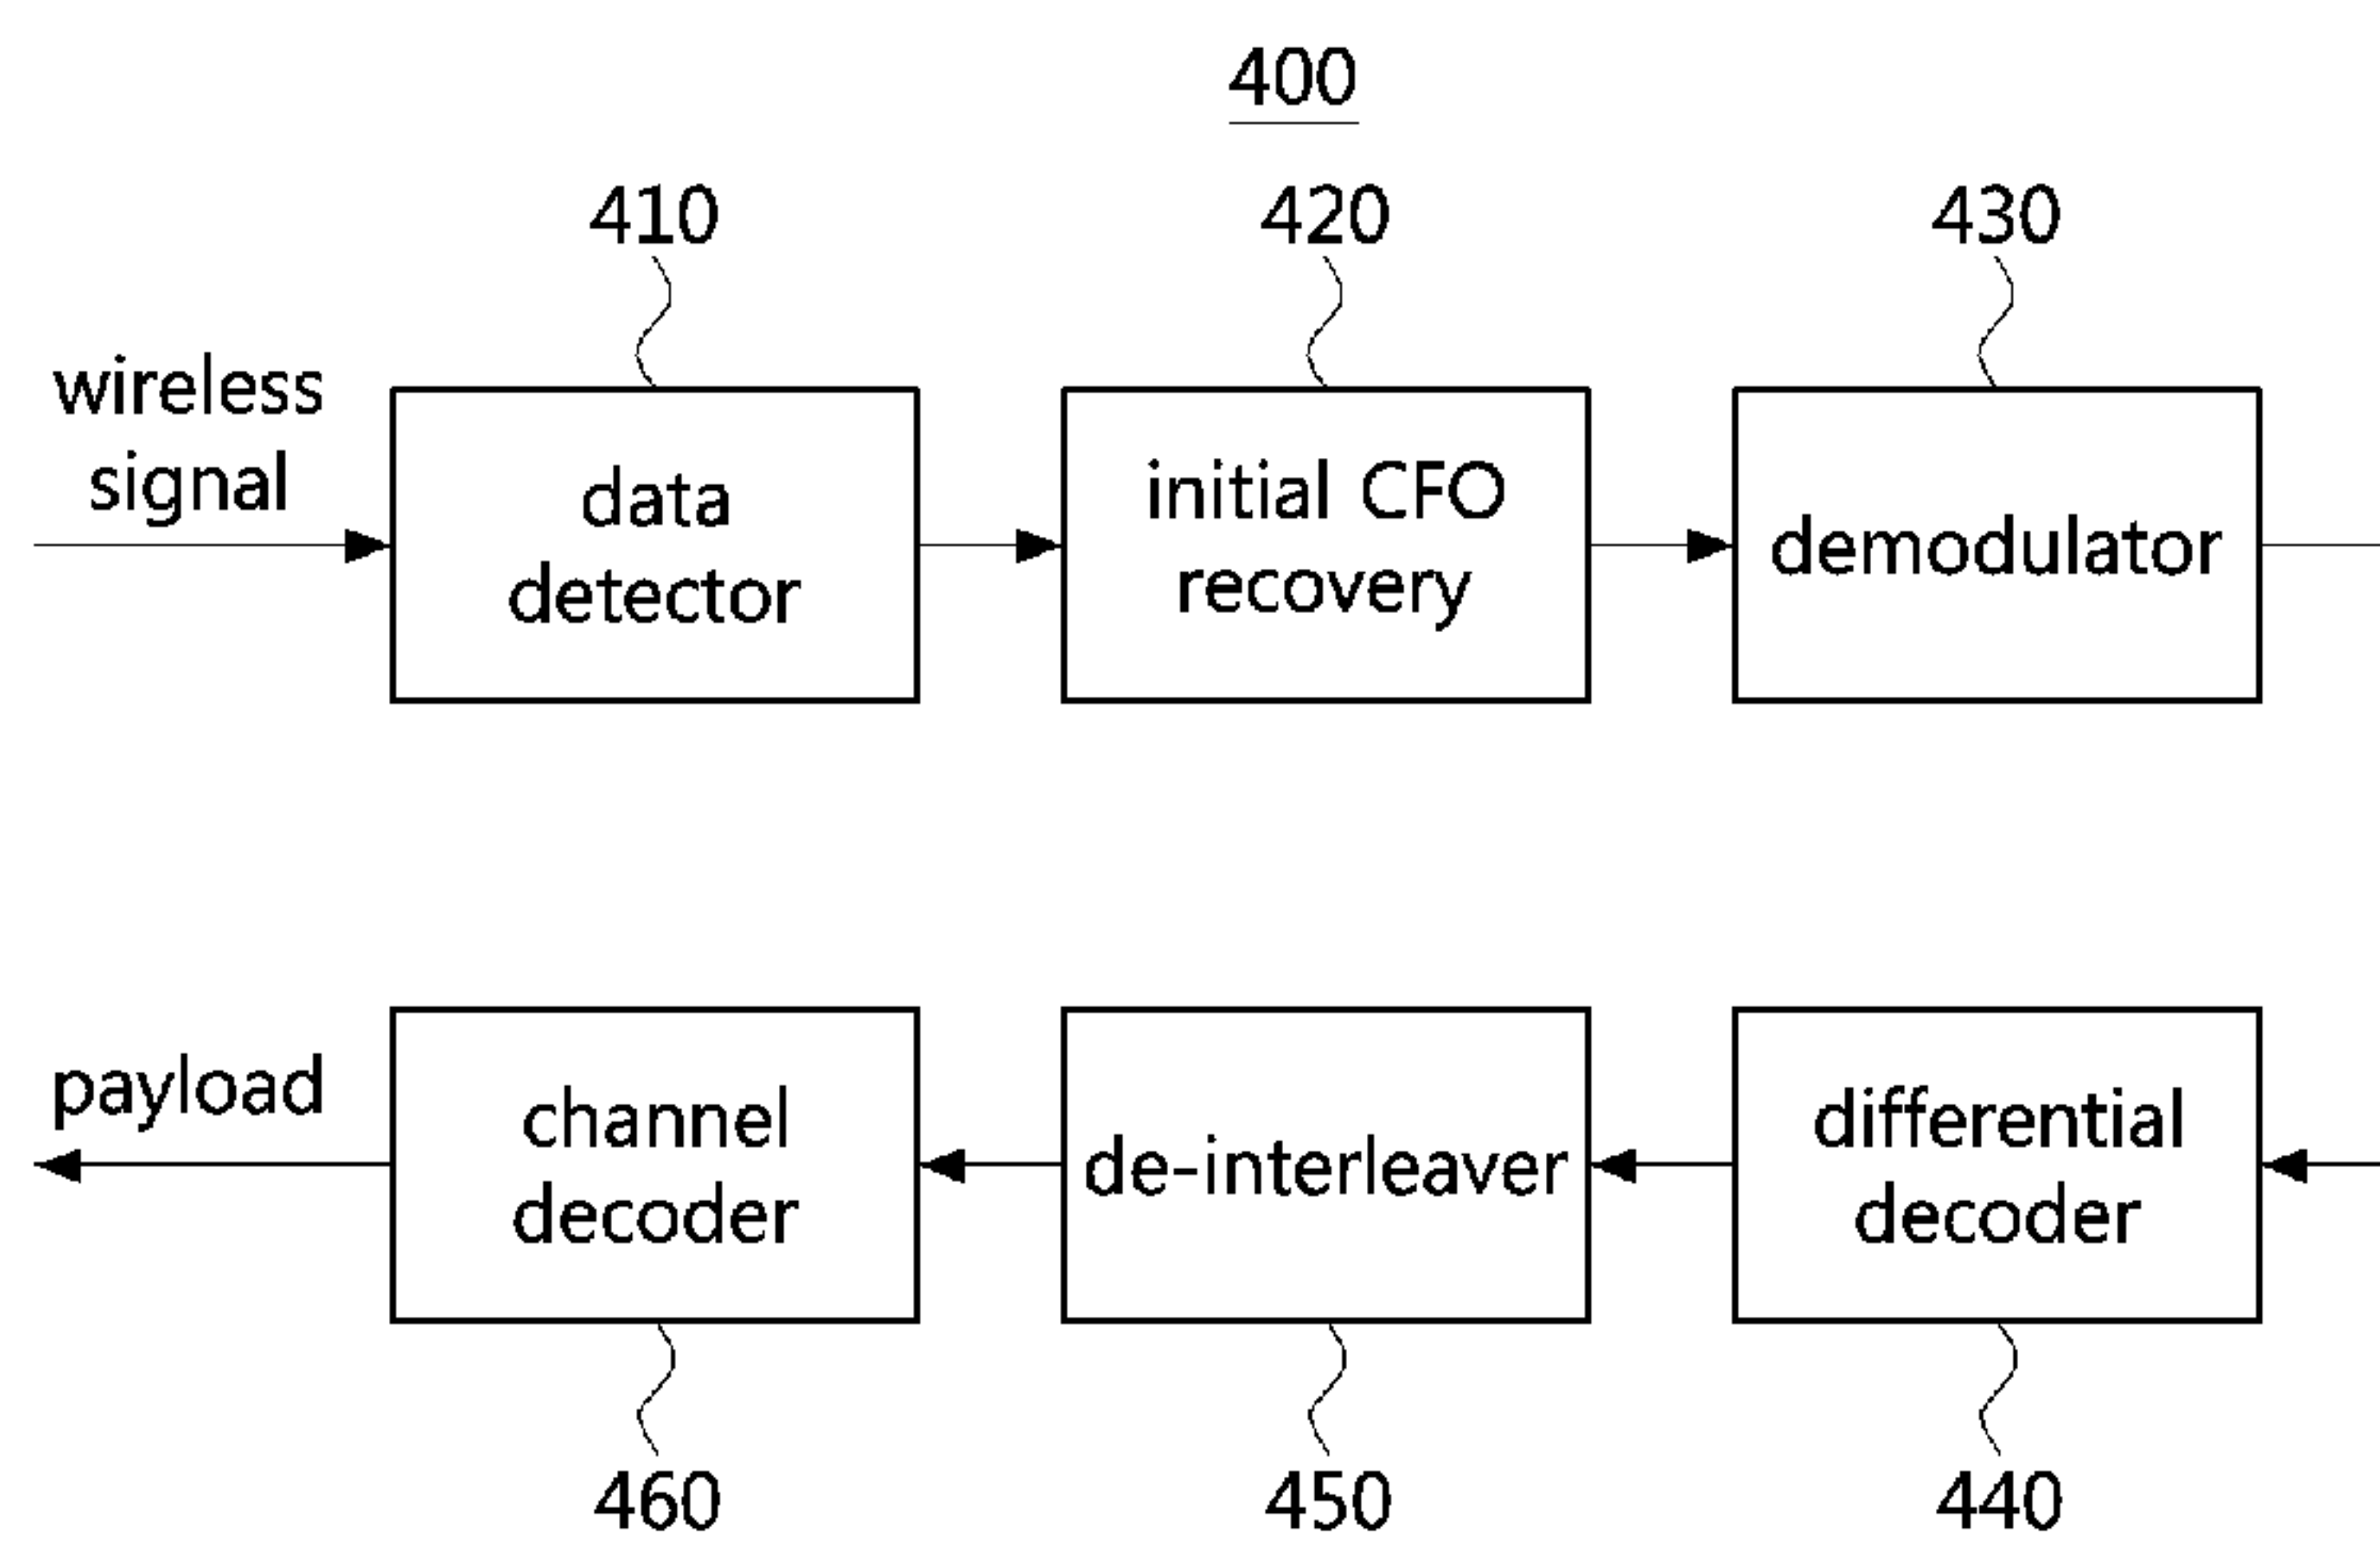 400
410
420
430
wireless
signal
data
detector
initial CFO
recovery
demodulator
payload
channel
decoder
de-interleaver
differential
decoder
460
450
440